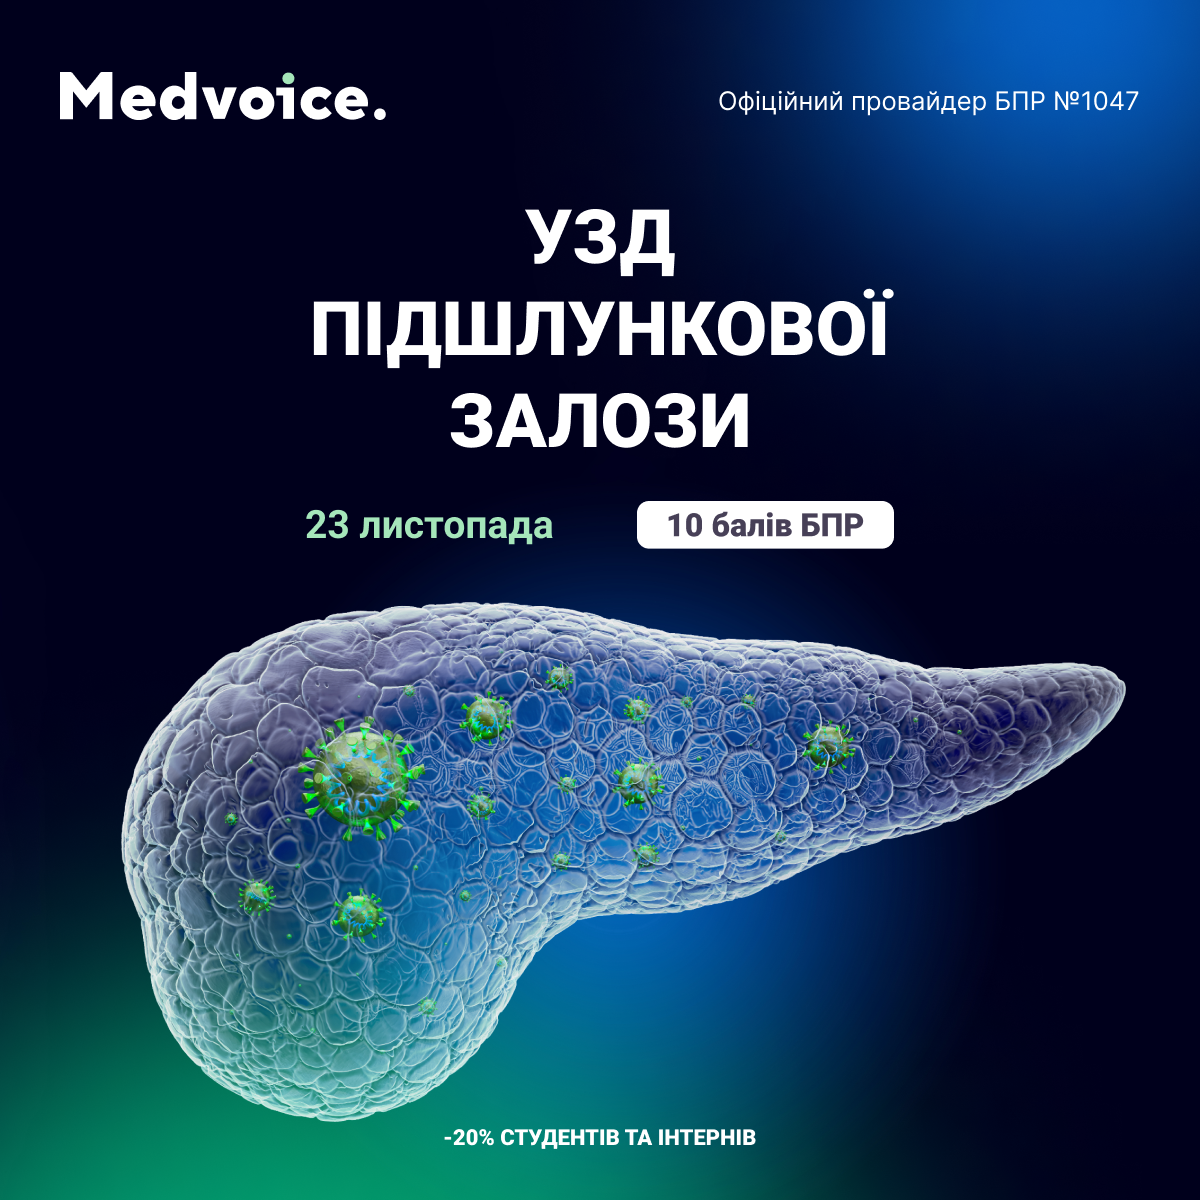 Medvoice.
Офіційний провайдер БПР №1047
УЗД
ПІДШЛУНКОВОЇ
ЗАЛОЗИ
23 листопада
10 балів БПР
-20% СТУДЕНТІВ ТА ІНТЕРНІВ